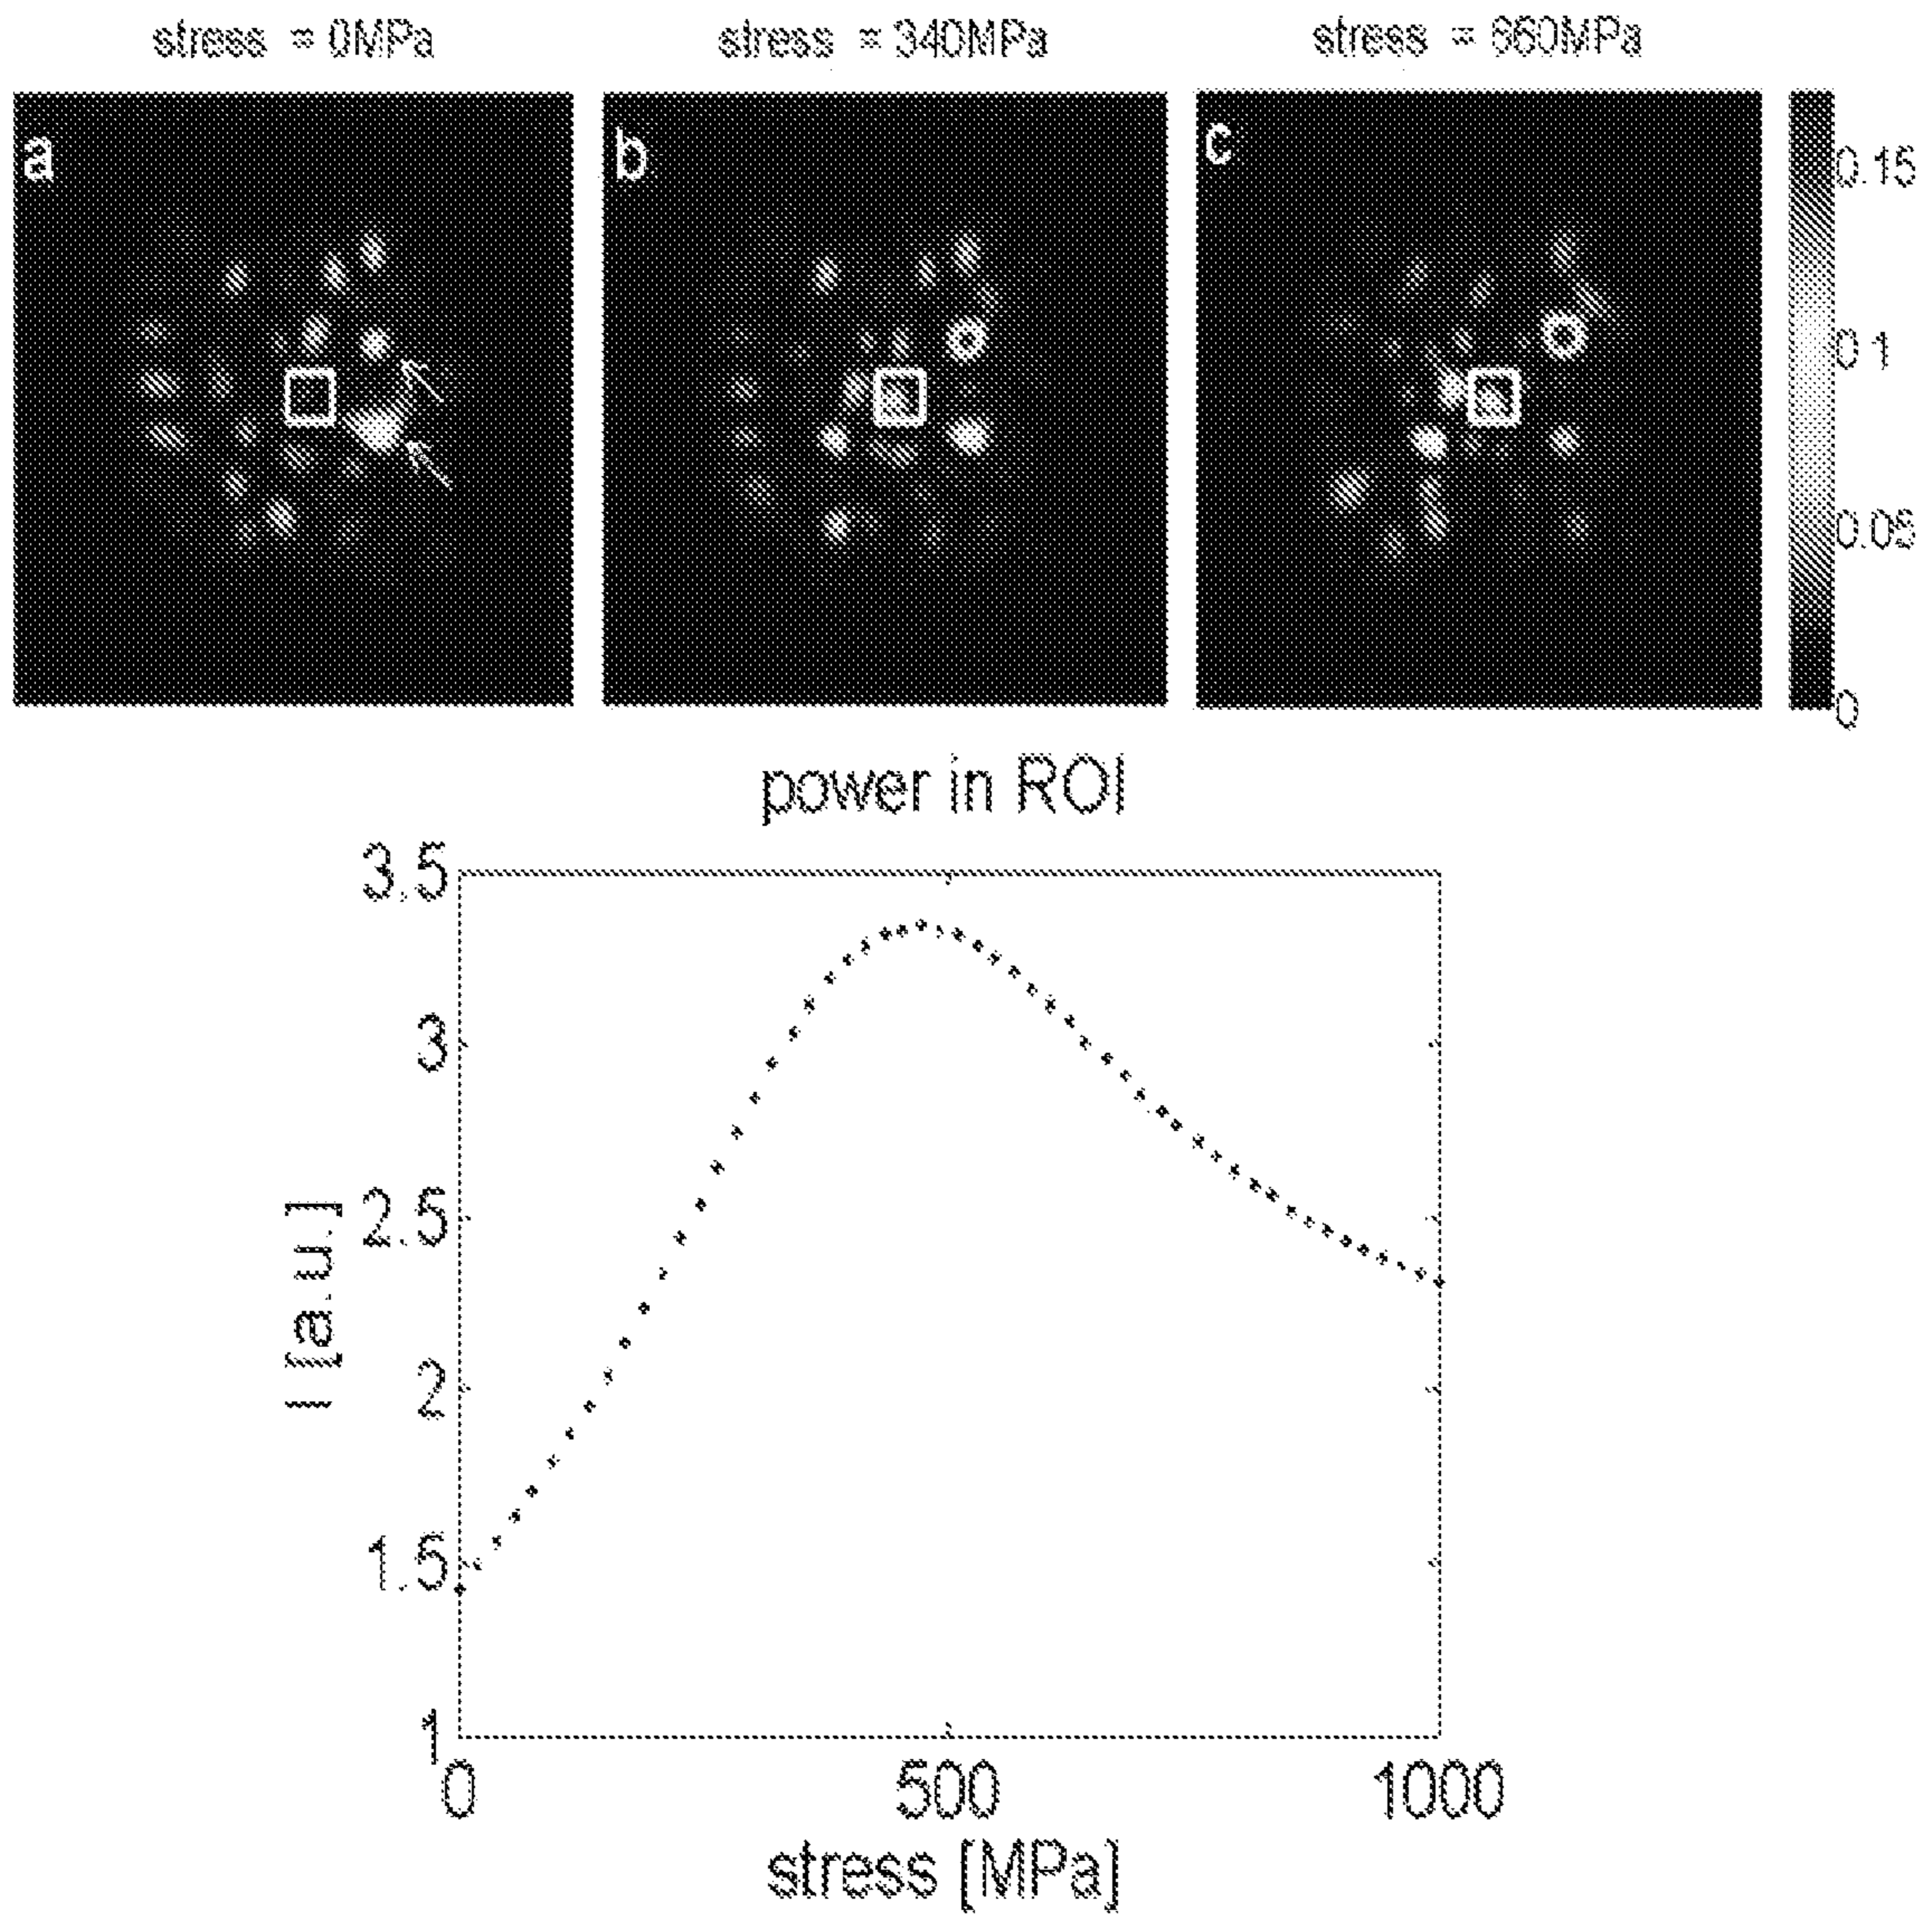 stress = 0MPa
stress = 340MPa
stress = 660MPa
a
b
c
0.15
0.1
0.05
0
power in ROI
3.5
3
2.5
2
1.5
1
I [a.u.]
0
500
1000
stress [MPa]